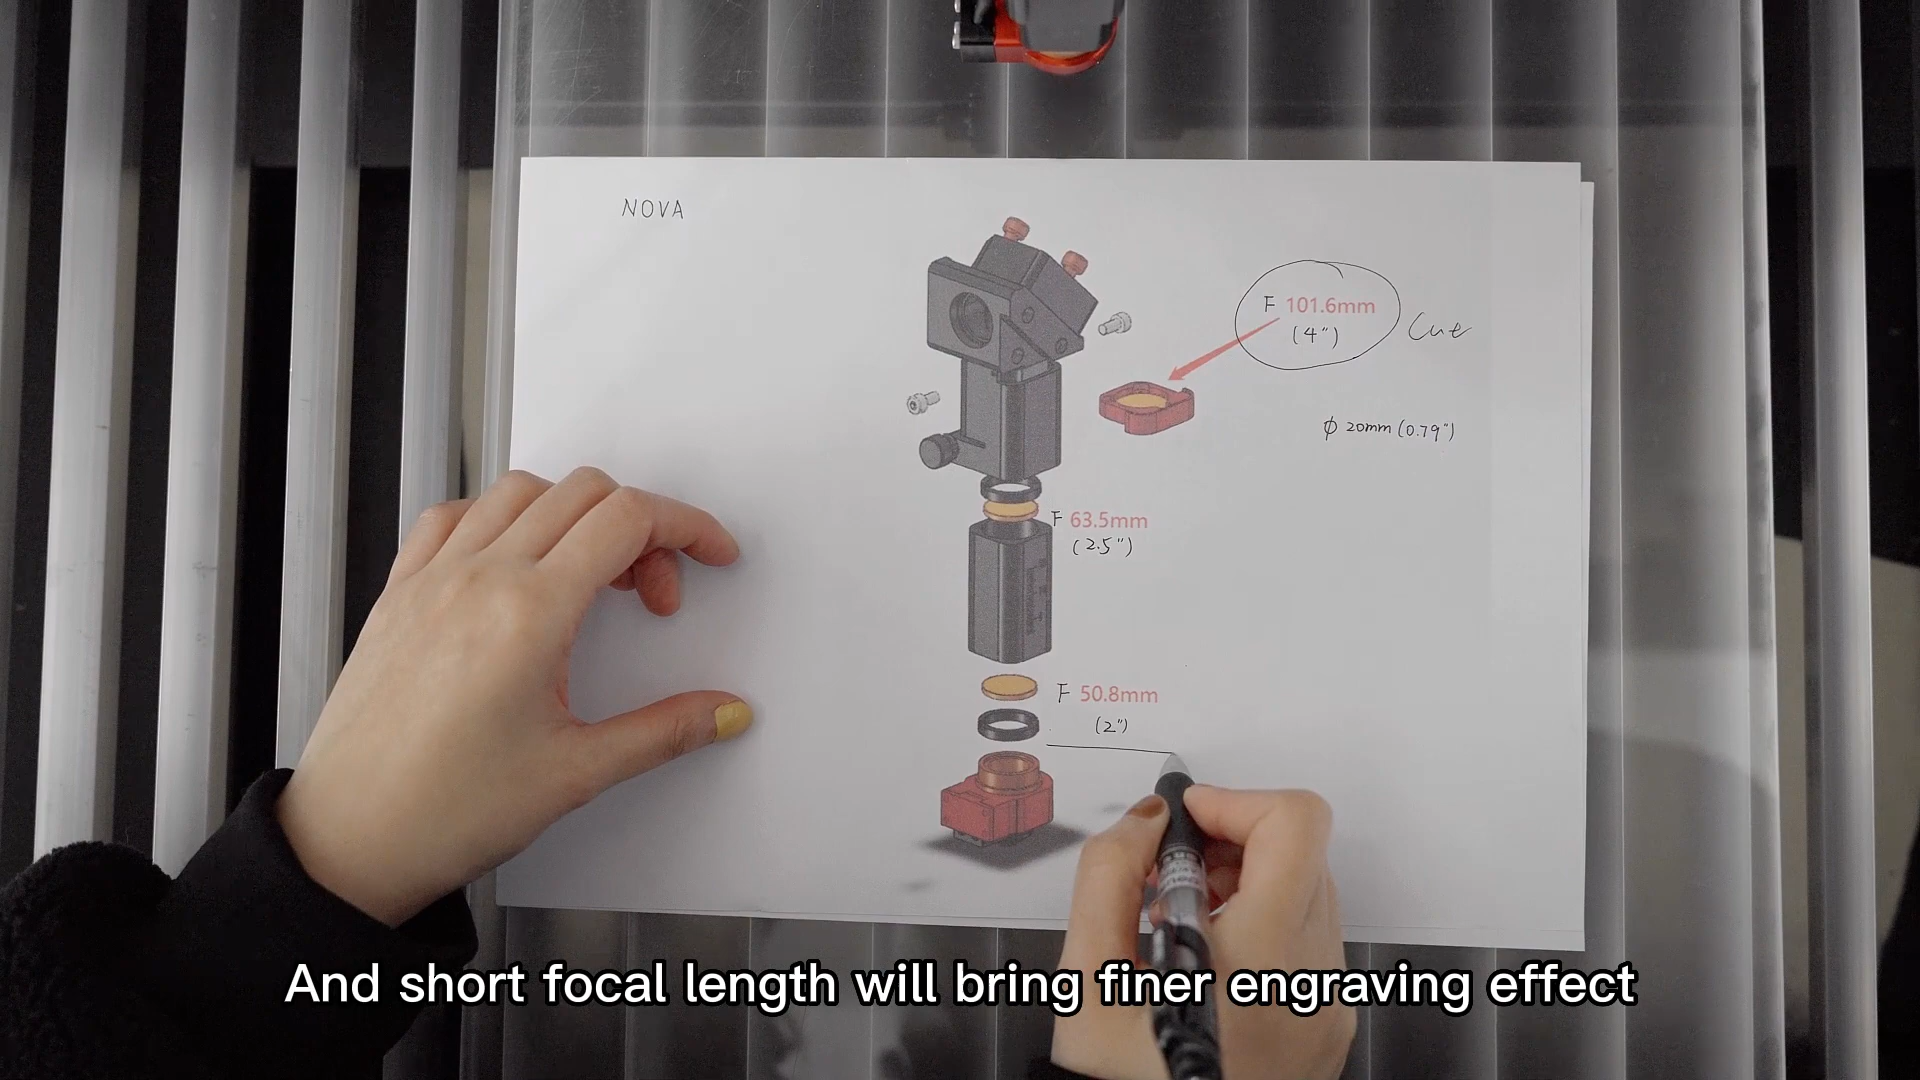 NOVA
F 101.6mm
(4")
Cut
Φ 20mm (0.79")
F 63.5mm
(2.5")
F 50.8mm
(2")
And short focal length will bring finer engraving effect